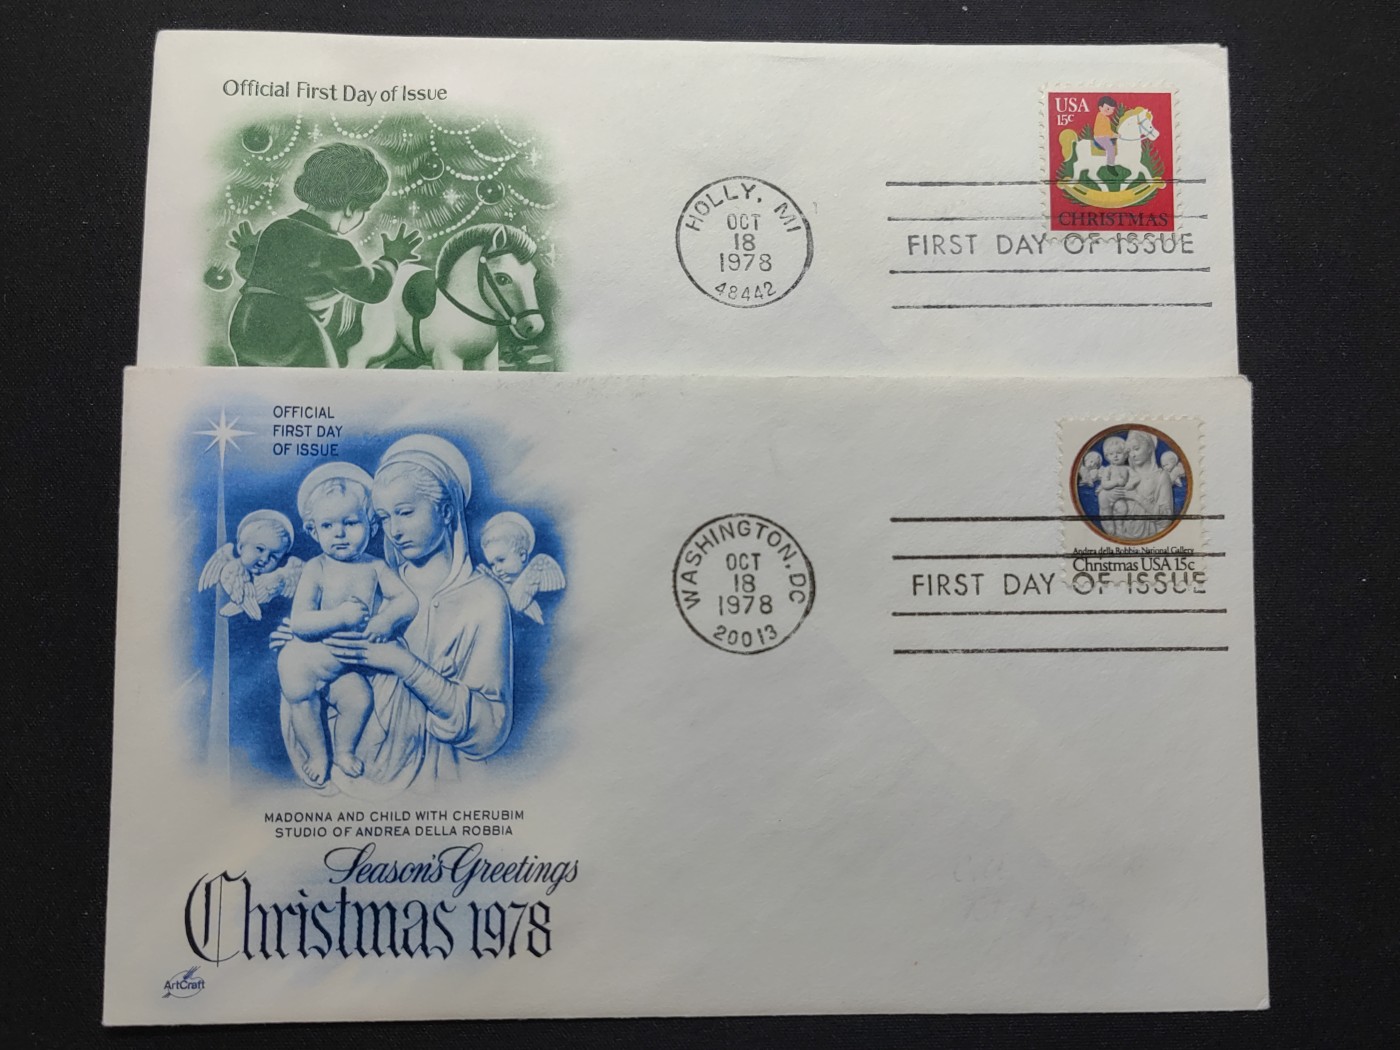 Official First Day of Issue
USA
15c
CHRISTMAS
HOLLY, MI
OCT
18
1978
48442
FIRST DAY OF ISSUE
OFFICIAL
FIRST DAY
OF ISSUE
WASHINGTON, DC
OCT
18
1978
20013
Andrea della Robbia: National Gallery
Christmas USA 15c
FIRST DAY OF ISSUE
MADONNA AND CHILD WITH CHERUBIM
STUDIO OF ANDREA DELLA ROBBIA
Season's Greetings
Christmas 1978
ArtCraft